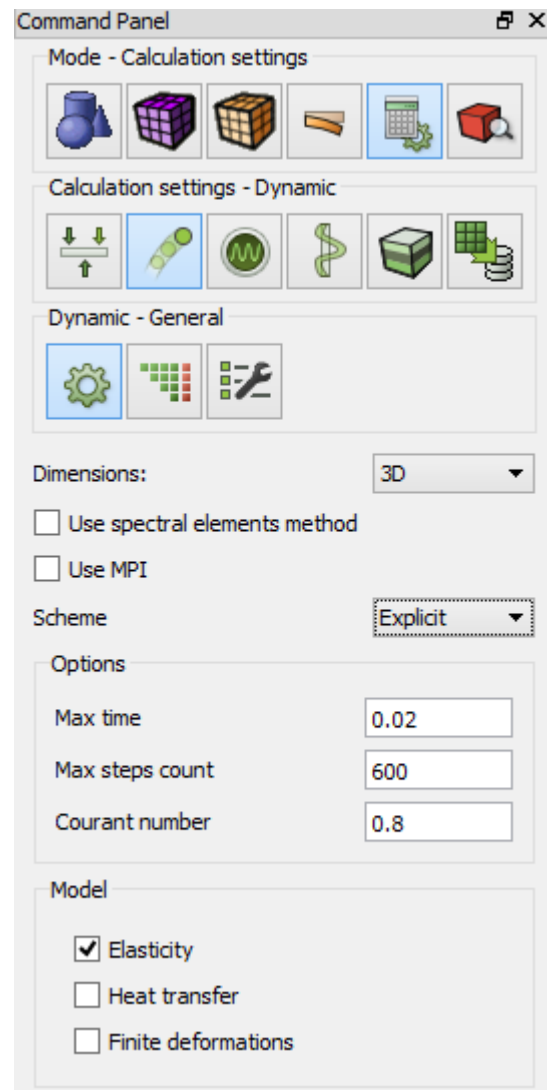 Command Panel
Mode - Calculation settings
Calculation settings - Dynamic
Dynamic - General
Dimensions: 3D
Use spectral elements method
Use MPI
Scheme Explicit
Options
Max time 0.02
Max steps count 600
Courant number 0.8
Model
Elasticity
Heat transfer
Finite deformations